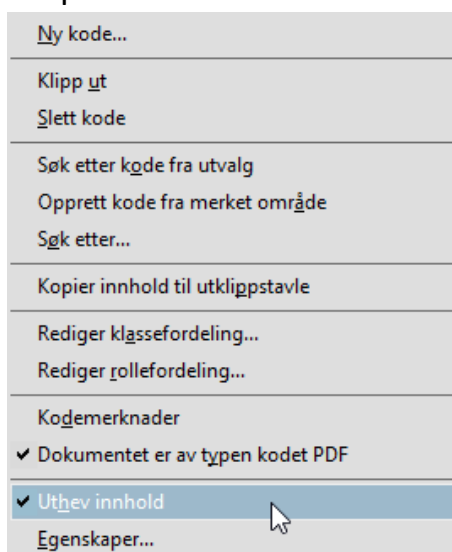 Ny kode...
Klipp ut
Slett kode
Søk etter kode fra utvalg
Opprett kode fra merket område
Søk etter...
Kopier innhold til utklippstavle
Rediger klassefordeling...
Rediger rollefordeling...
Kodemerknader
Dokumentet er av typen kodet PDF
Uthev innhold
Egenskaper...